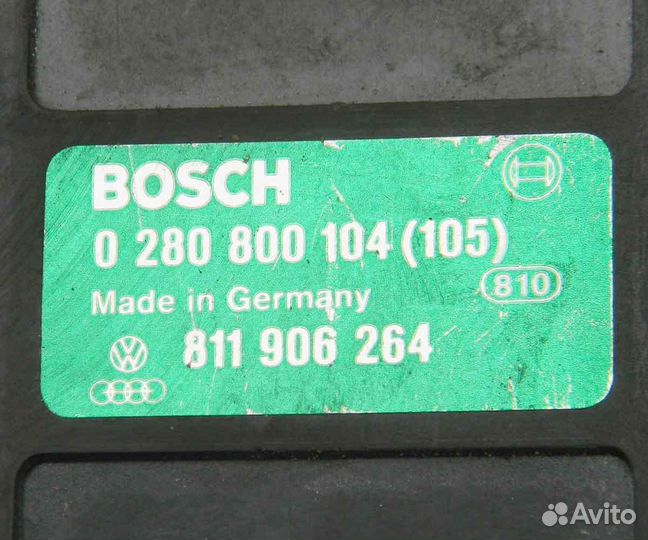 BOSCH
0 280 800 104 (105)
Made in Germany
810
811 906 264
Avito